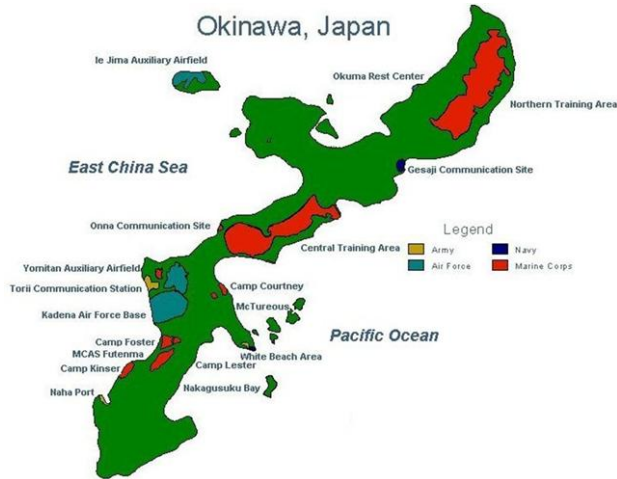 Okinawa, Japan
Ie Jima Auxiliary Airfield
Okuma Rest Center
Northern Training Area
East China Sea
Gesaji Communication Site
Onna Communication Site
Legend
Army
Navy
Air Force
Marine Corps
Central Training Area
Yomitan Auxiliary Airfield
Torii Communication Station
Camp Courtney
Kadena Air Force Base
McTureous
Pacific Ocean
Camp Foster
White Beach Area
MCAS Futenma
Camp Lester
Camp Kinser
Nakagusuku Bay
Naha Port